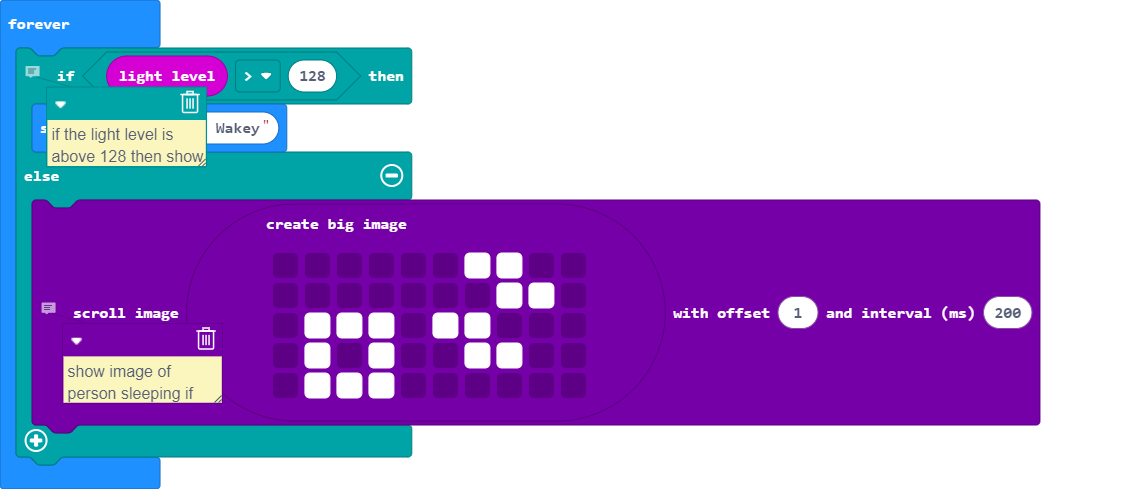 forever
if light level > 128 then
Wakey"
if the light level is
above 128 then show
else
create big image
scroll image with offset 1 and interval (ms) 200
show image of
person sleeping if